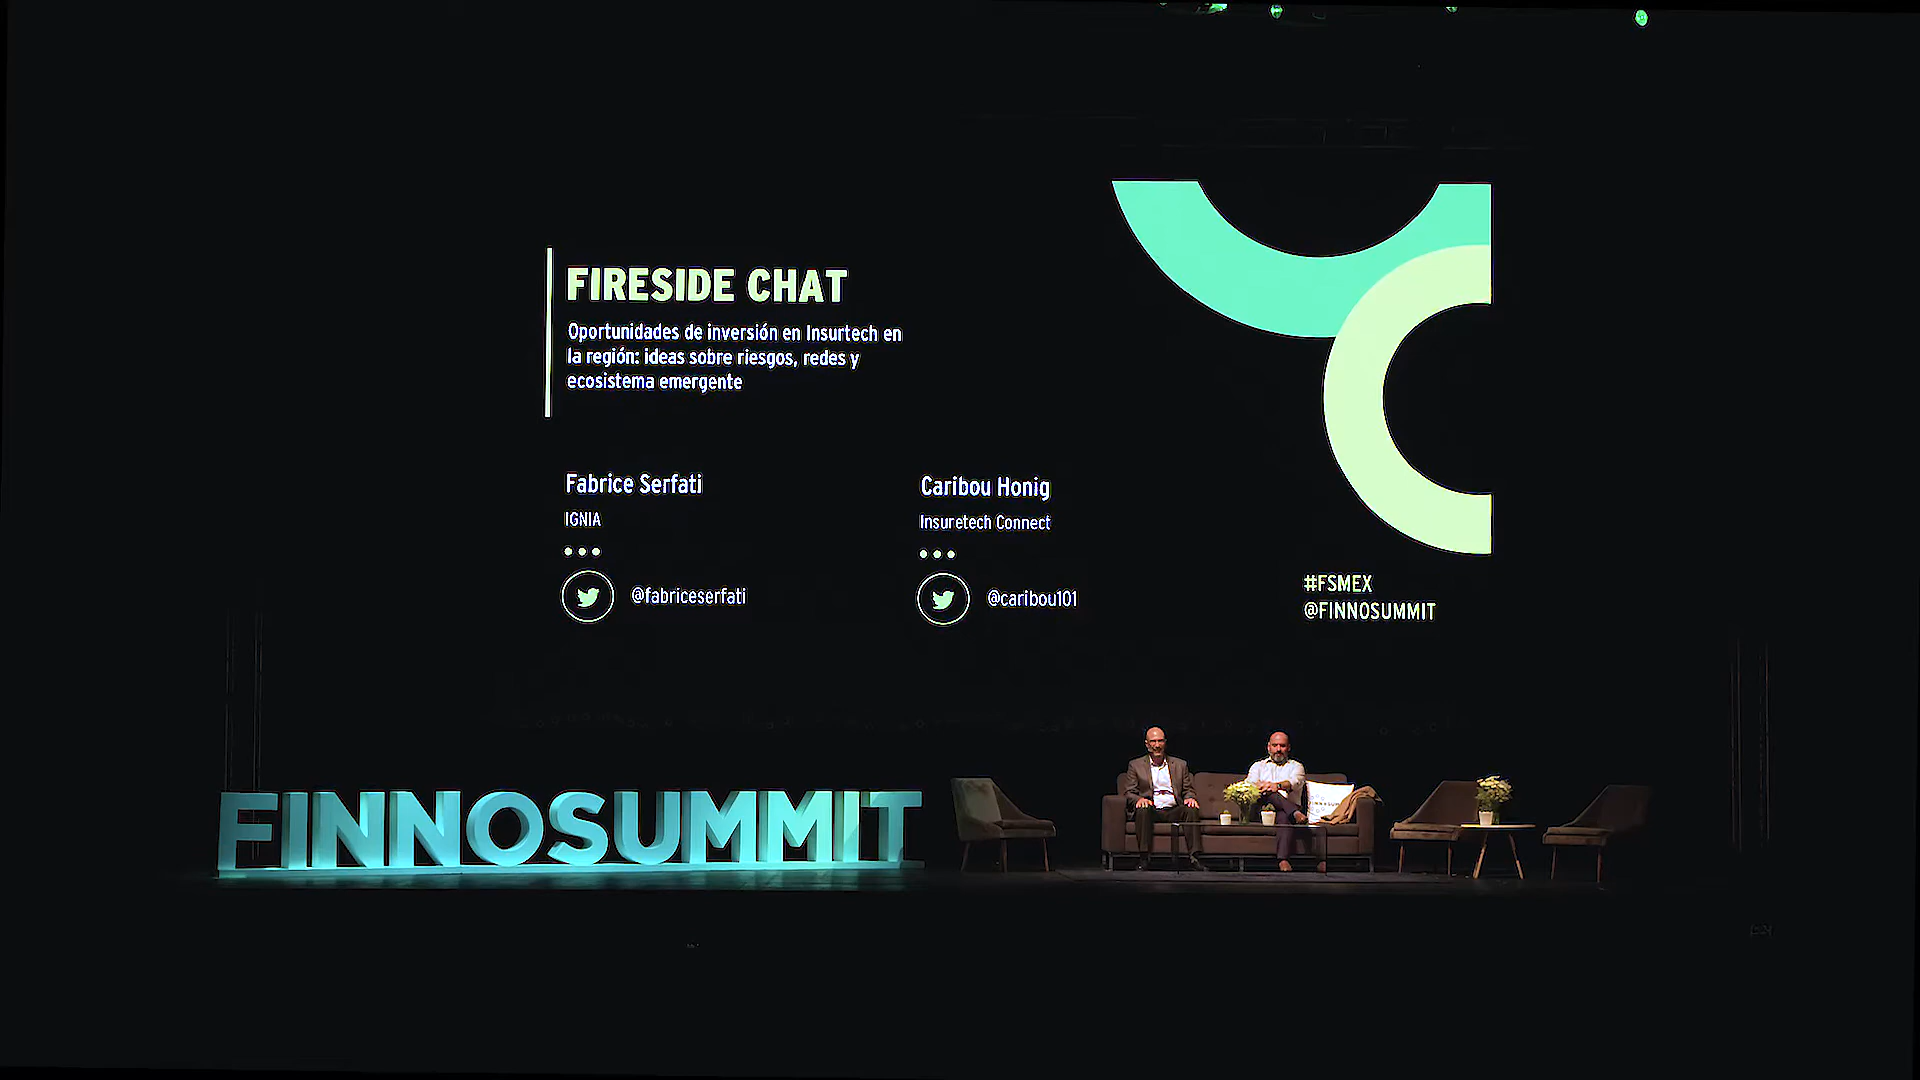 FIRESIDE CHAT
Oportunidades de inversión en Insurtech en
la región: ideas sobre riesgos, redes y
ecosistema emergente
Fabrice Serfati
IGNIA
@fabriceserfati
Caribou Honig
Insuretech Connect
@caribou101
#FSMEX
@FINNOSUMMIT
FINNOSUMMIT